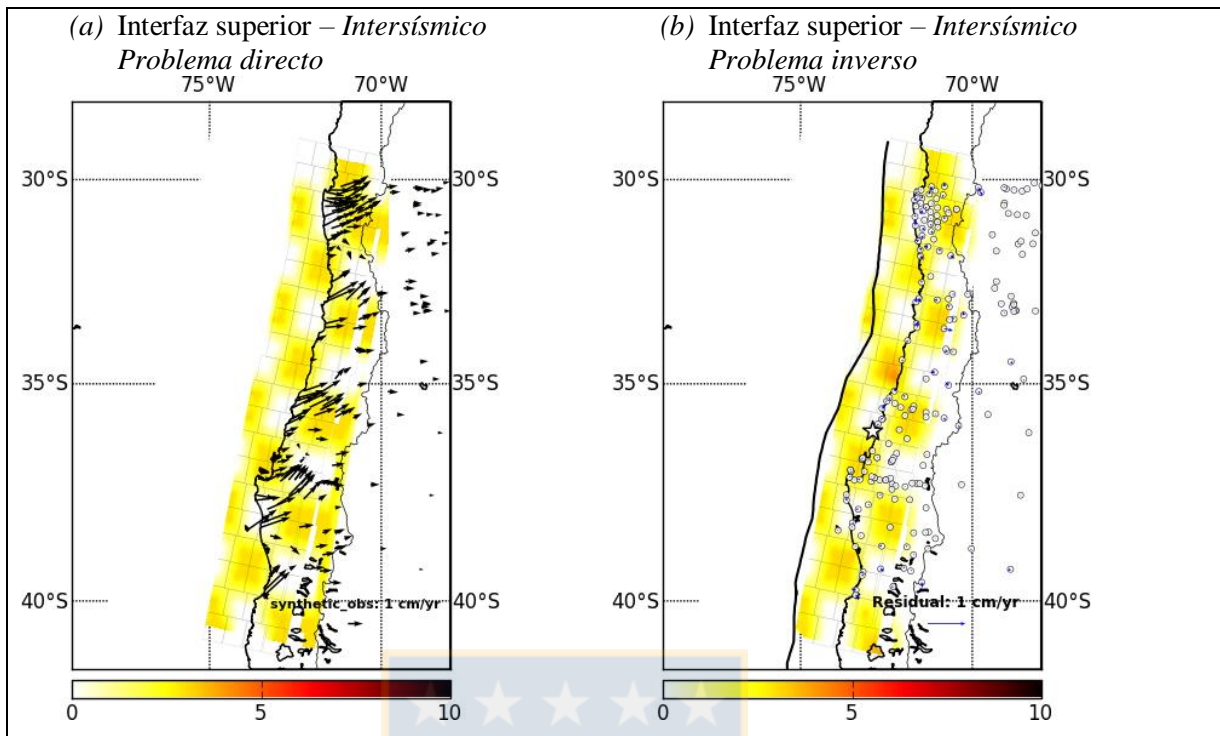 (a) Interfaz superior – Intersísmico
Problema directo
75°W 70°W
30°S 30°S
35°S 35°S
40°S 40°S
synthetic_obs: 1 cm/yr
0 5 10
(b) Interfaz superior – Intersísmico
Problema inverso
75°W 70°W
30°S 30°S
35°S 35°S
40°S 40°S
Residual: 1 cm/yr
0 5 10